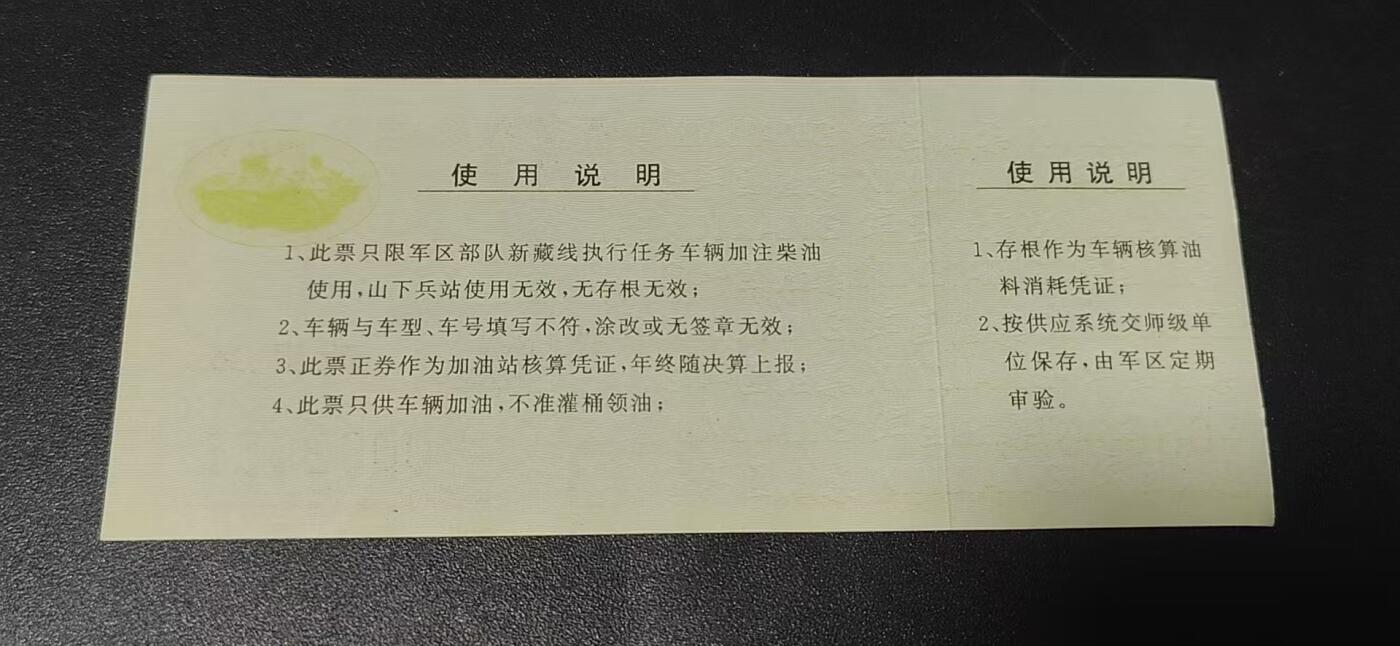 使用说明
1、此票只限军区部队新藏线执行任务车辆加注柴油
使用,山下兵站使用无效,无存根无效;
2、车辆与车型、车号填写不符,涂改或无签章无效;
3、此票正券作为加油站核算凭证,年终随决算上报;
4、此票只供车辆加油,不准灌桶领油;
使用说明
1、存根作为车辆核算油
料消耗凭证;
2、按供应系统交师级单
位保存,由军区定期
审验。